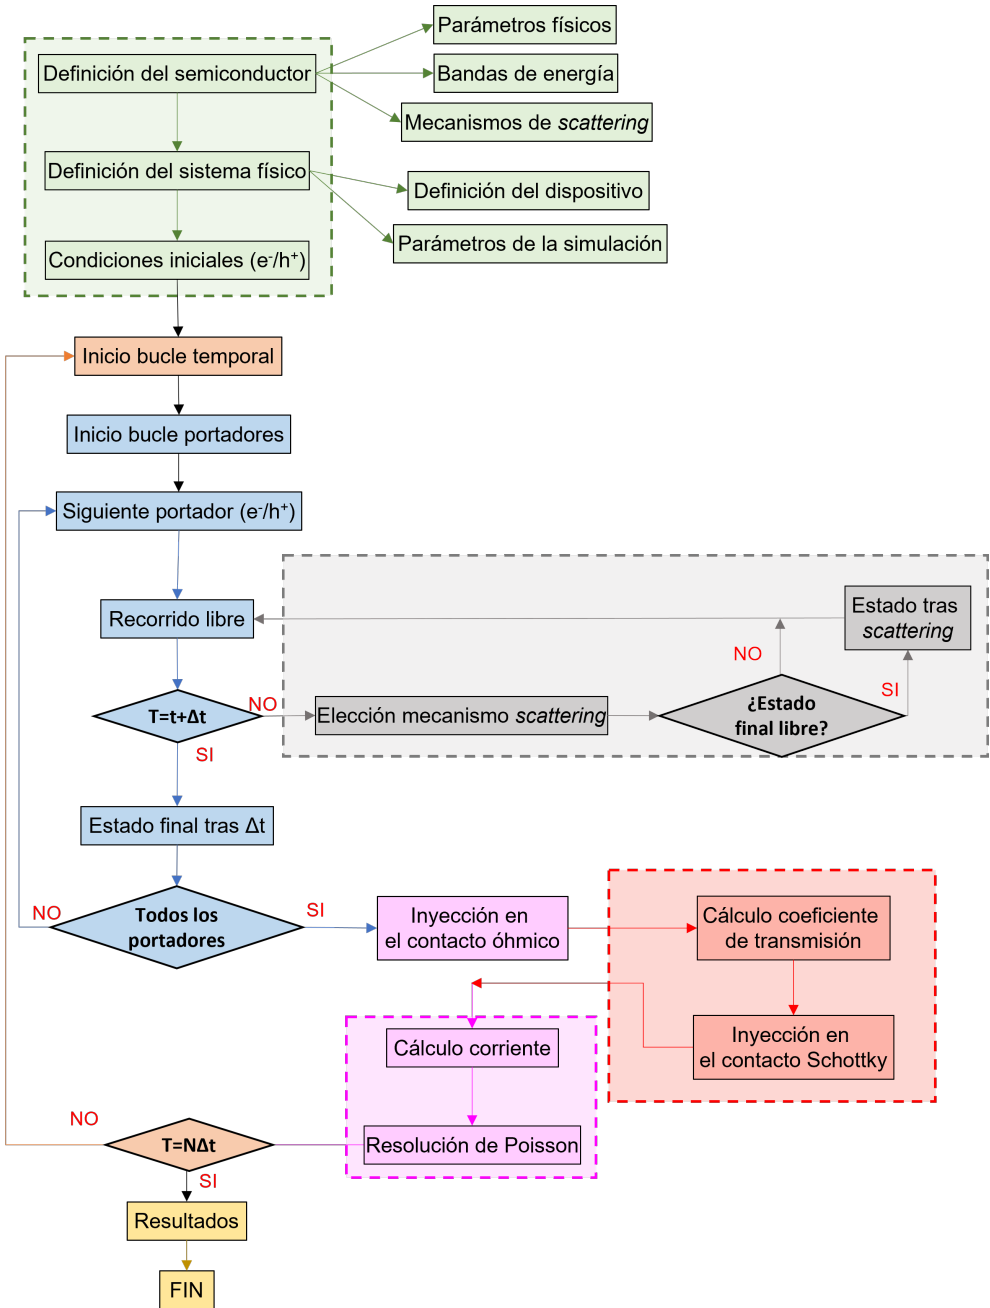 Parámetros físicos
Definición del semiconductor
Bandas de energía
Mecanismos de scattering
Definición del sistema físico
Definición del dispositivo
Parámetros de la simulación
Condiciones iniciales (e⁻/h⁺)
Inicio bucle temporal
Inicio bucle portadores
Siguiente portador (e⁻/h⁺)
Recorrido libre
Estado tras
scattering
NO
SI
T=t+Δt
NO
Elección mecanismo scattering
¿Estado
final libre?
SI
Estado final tras Δt
NO
Todos los
portadores
SI
Inyección en
el contacto óhmico
Cálculo coeficiente
de transmisión
Inyección en
el contacto Schottky
Cálculo corriente
Resolución de Poisson
NO
T=NΔt
SI
Resultados
FIN